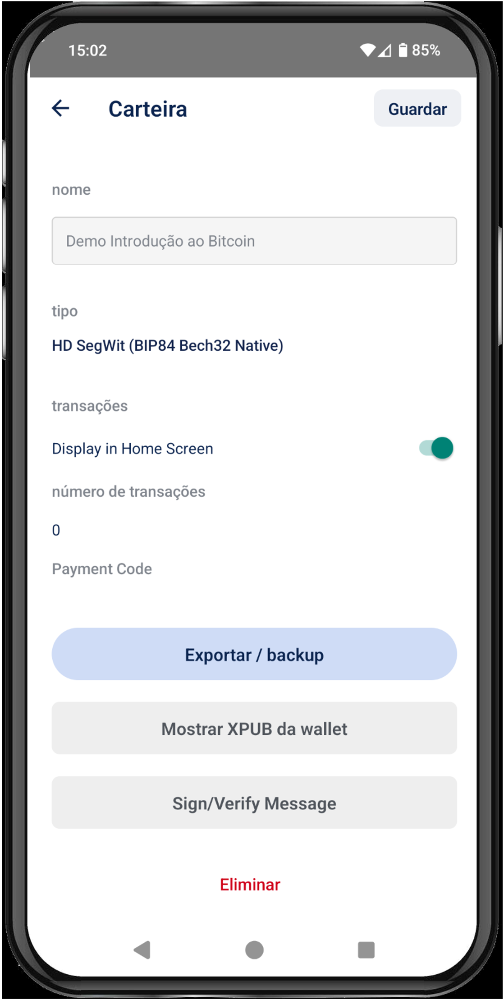 15:02 85%
Carteira Guardar
nome
Demo Introdução ao Bitcoin
tipo
HD SegWit (BIP84 Bech32 Native)
transações
Display in Home Screen
número de transações
0
Payment Code
Exportar / backup
Mostrar XPUB da wallet
Sign/Verify Message
Eliminar